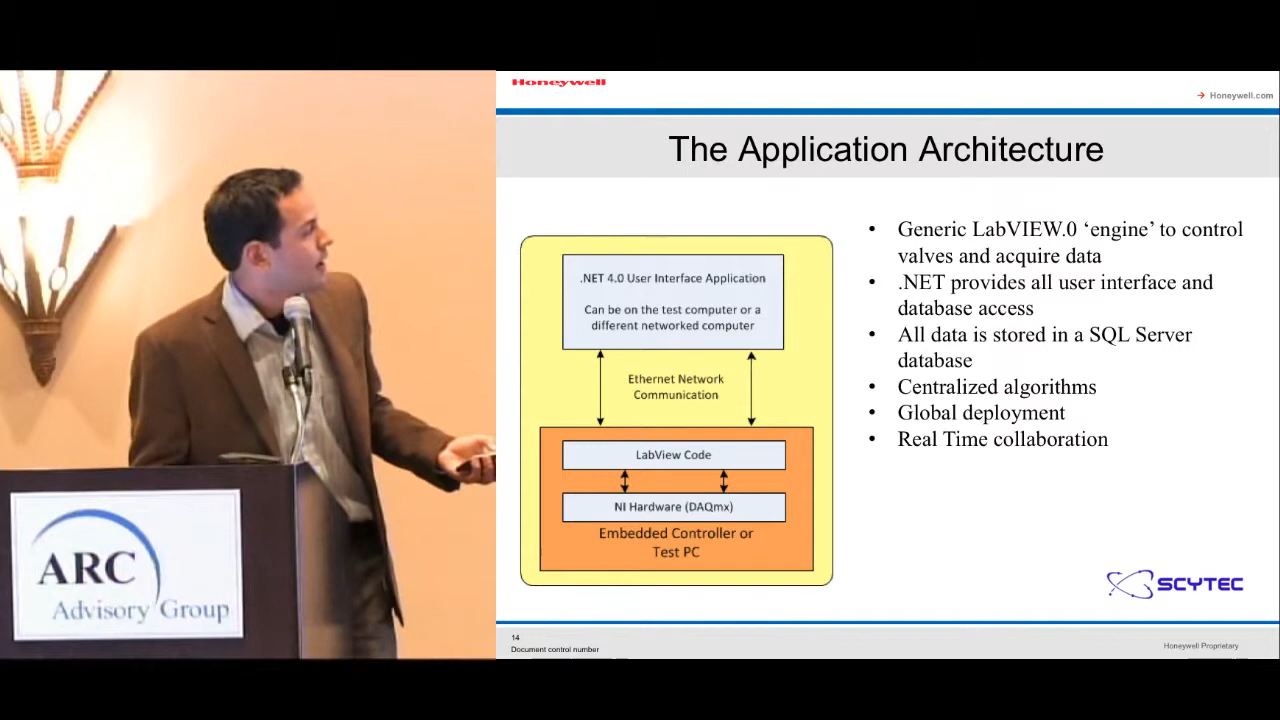 ARC
Advisory Group
Honeywell
→ Honeywell.com
The Application Architecture
.NET 4.0 User Interface Application
Can be on the test computer or a
different networked computer
Ethernet Network
Communication
LabView Code
NI Hardware (DAQmx)
Embedded Controller or
Test PC
• Generic LabVIEW.0 ‘engine’ to control
valves and acquire data
• .NET provides all user interface and
database access
• All data is stored in a SQL Server
database
• Centralized algorithms
• Global deployment
• Real Time collaboration
SCYTEC
14
Document control number
Honeywell Proprietary